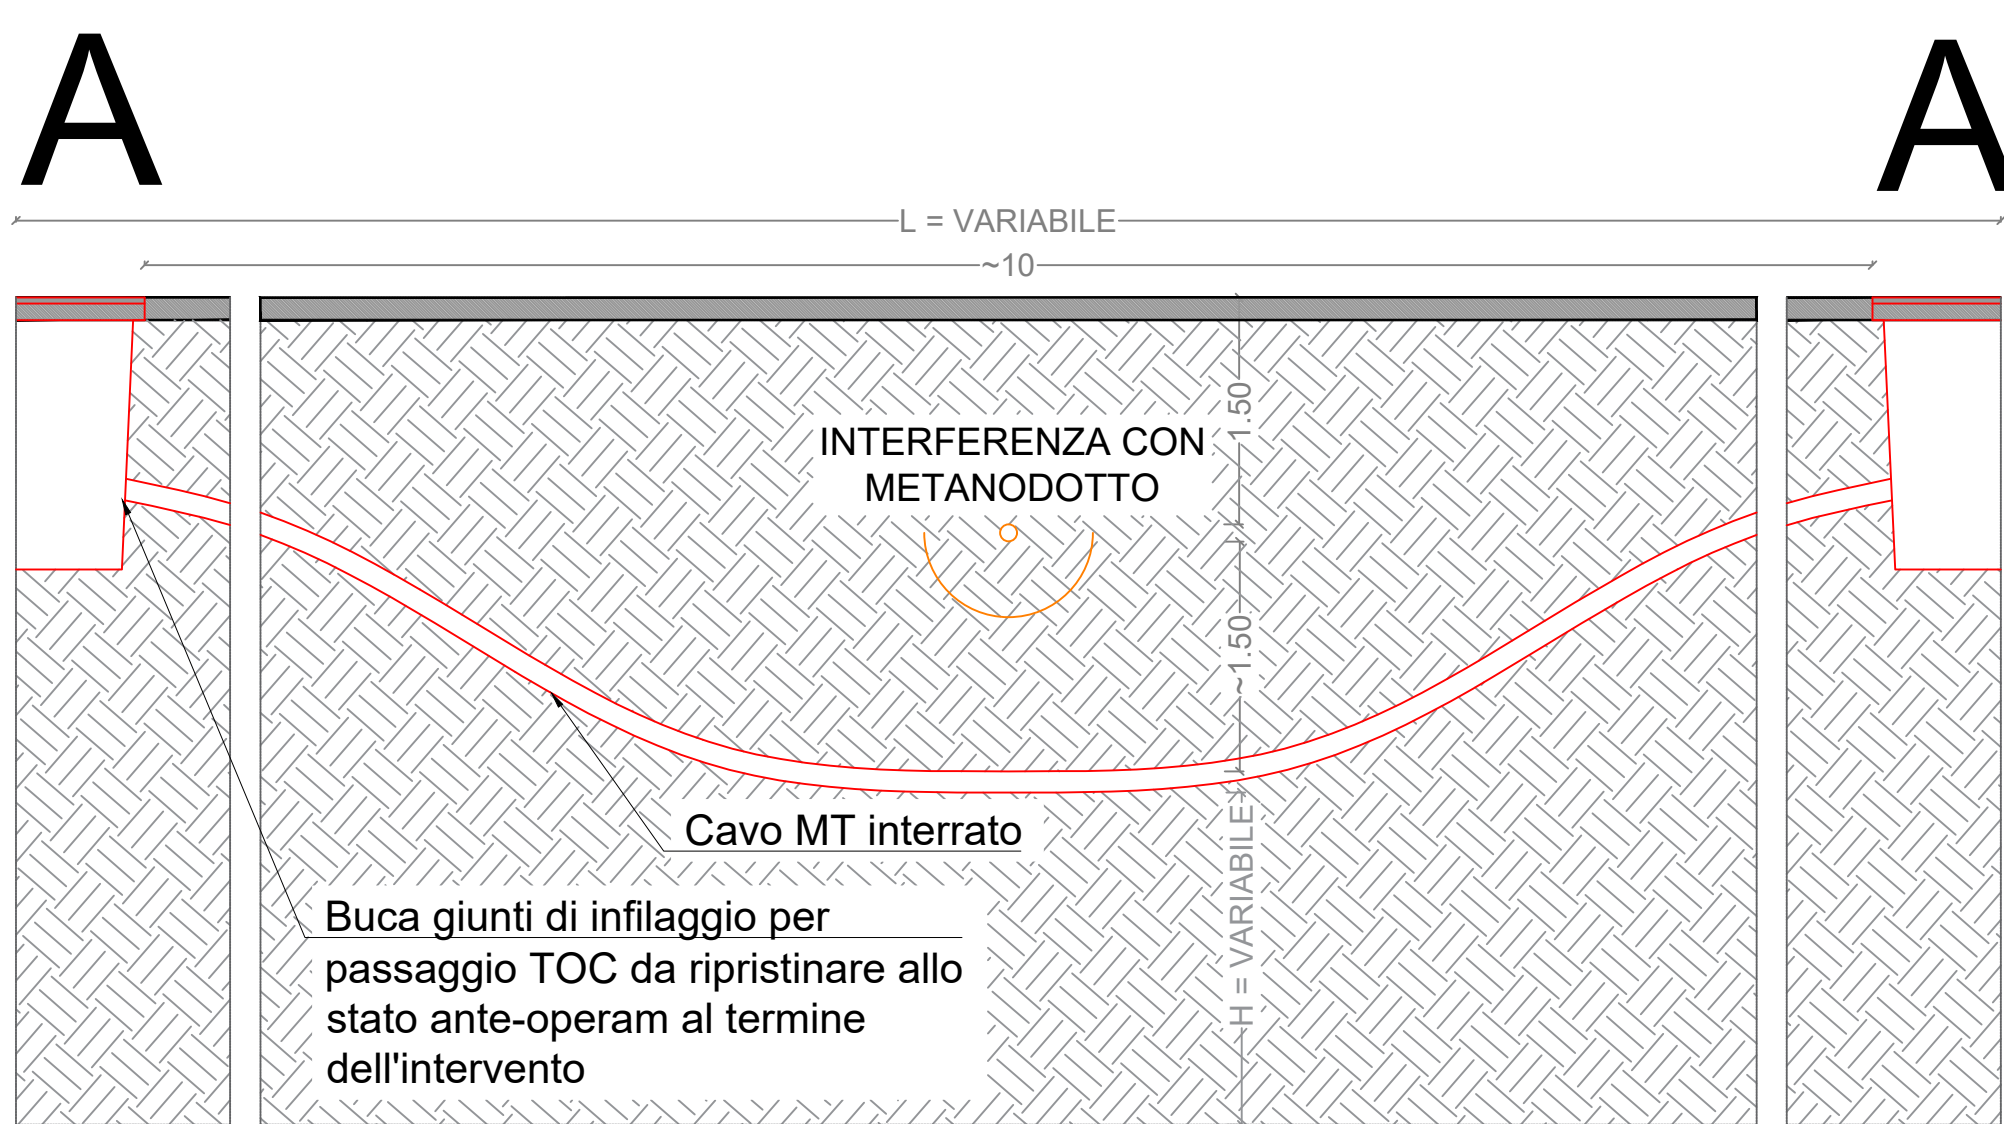 A A
L = VARIABILE
~10
1.50
INTERFERENZA CON
METANODOTTO
~1.50
Cavo MT interrato
H = VARIABILE
Buca giunti di infilaggio per
passaggio TOC da ripristinare allo
stato ante-operam al termine
dell'intervento